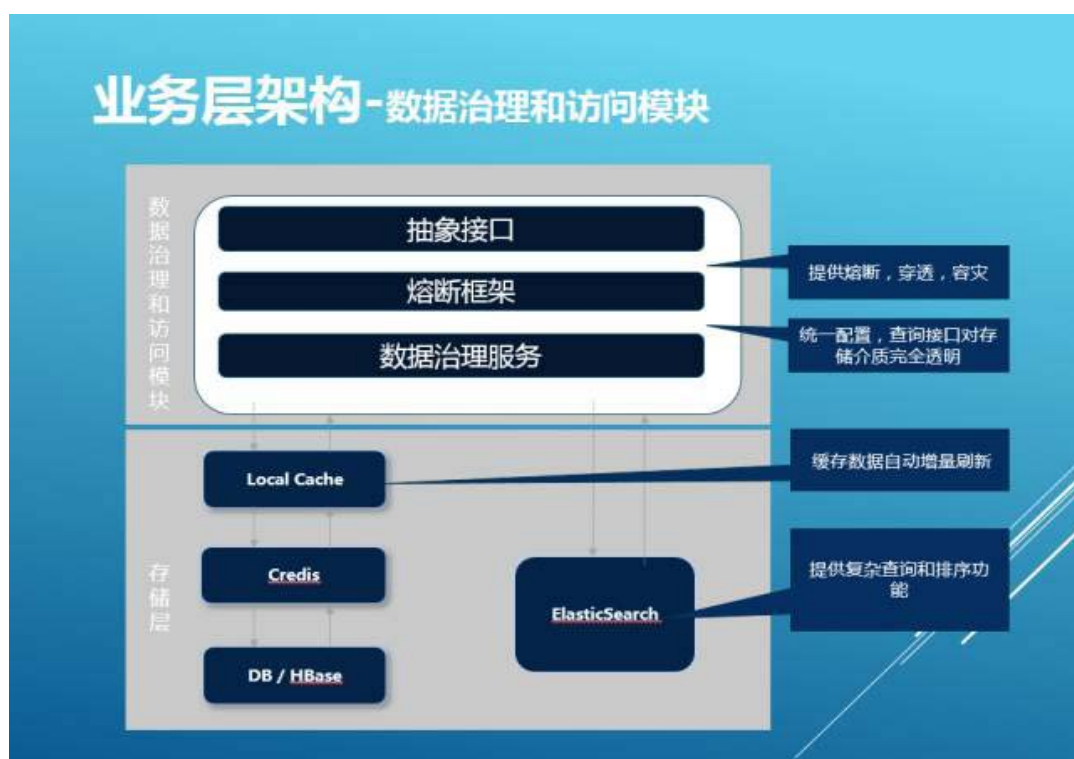 业务层架构-数据治理和访问模块
数据治理和访问模块
抽象接口
熔断框架
数据治理服务
提供熔断，穿透，容灾
统一配置，查询接口对存
储介质完全透明
存储层
Local Cache
Credis
DB / HBase
ElasticSearch
缓存数据自动增量刷新
提供复杂查询和排序功
能